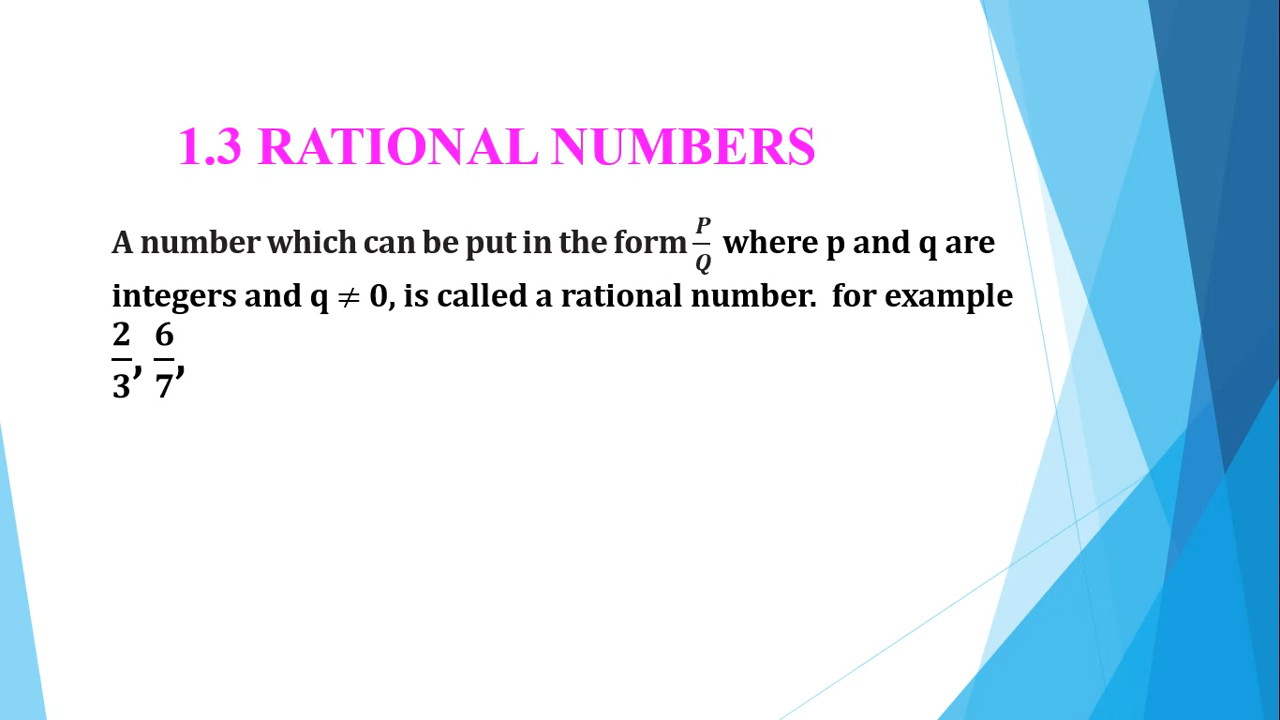 1.3 RATIONAL NUMBERS
A number which can be put in the form P/Q where p and q are
integers and q ≠ 0, is called a rational number. for example
2/3, 6/7,